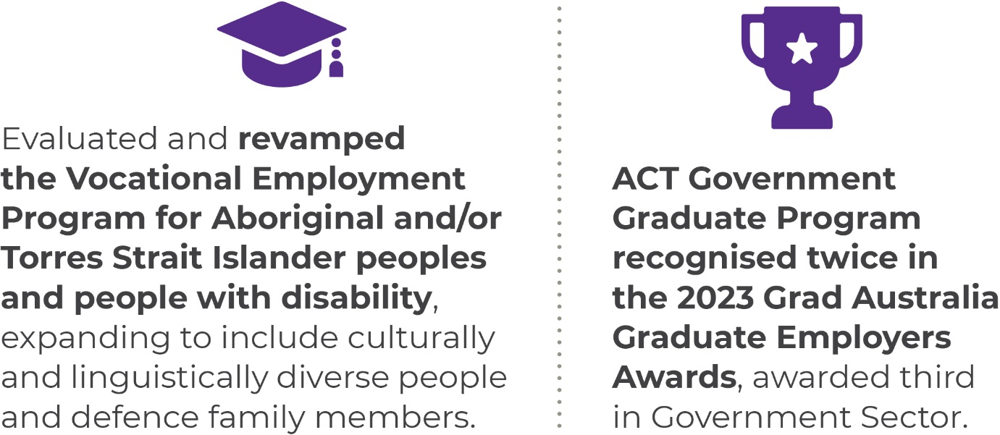 Evaluated and revamped
the Vocational Employment
Program for Aboriginal and/or
Torres Strait Islander peoples
and people with disability,
expanding to include culturally
and linguistically diverse people
and defence family members.
ACT Government
Graduate Program
recognised twice in
the 2023 Grad Australia
Graduate Employers
Awards, awarded third
in Government Sector.